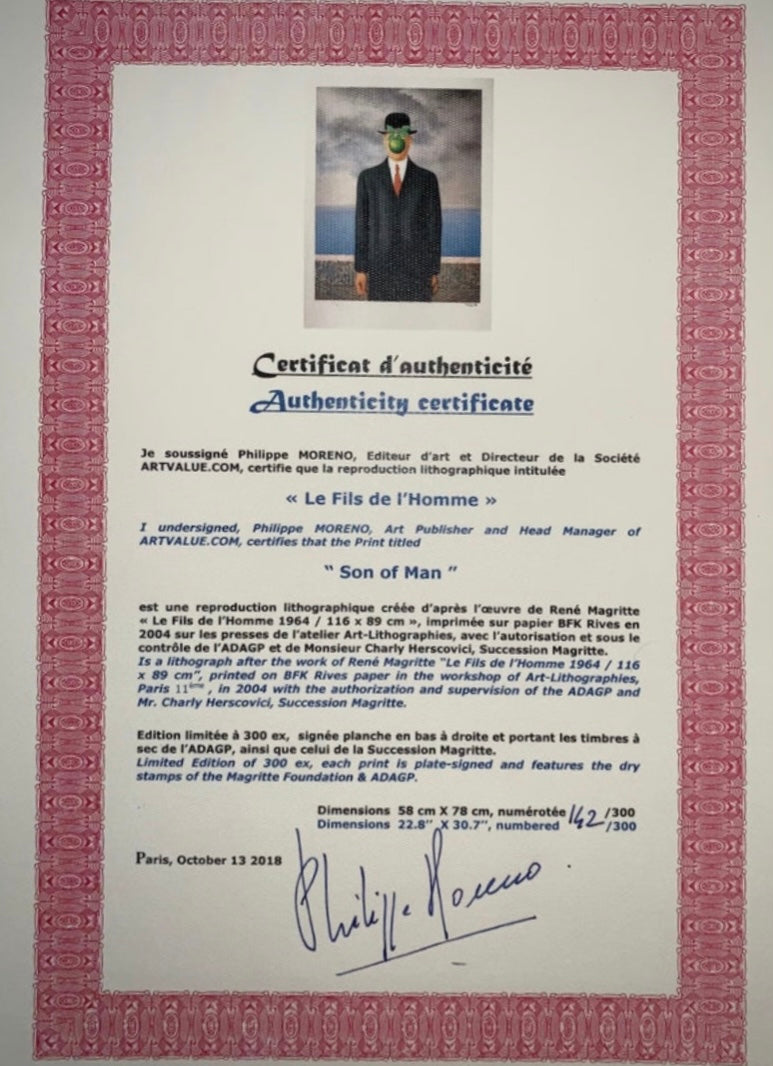 Certificat d'authenticité
Authenticity certificate
Je soussigné Philippe MORENO, Editeur d'art et Directeur de la Société
ARTVALUE.COM, certifie que la reproduction lithographique intitulée
« Le Fils de l'Homme »
I undersigned, Philippe MORENO, Art Publisher and Head Manager of
ARTVALUE.COM, certifies that the Print titled
" Son of Man "
est une reproduction lithographique créée d'après l'œuvre de René Magritte
« Le Fils de l'Homme 1964 / 116 x 89 cm », imprimée sur papier BFK Rives en
2004 sur les presses de l'atelier Art-Lithographies, avec l'autorisation et sous le
contrôle de l'ADAGP et de Monsieur Charly Herscovici, Succession Magritte.
Is a lithograph after the work of René Magritte "Le Fils de l'Homme 1964 / 116
x 89 cm", printed on BFK Rives paper in the workshop of Art-Lithographies,
Paris 11ème, in 2004 with the authorization and supervision of the ADAGP and
Mr. Charly Herscovici, Succession Magritte.
Edition limitée à 300 ex, signée planche en bas à droite et portant les timbres à
sec de l'ADAGP, ainsi que celui de la Succession Magritte.
Limited Edition of 300 ex, each print is plate-signed and features the dry
stamps of the Magritte Foundation & ADAGP.
Dimensions 58 cm X 78 cm, numérotée 142 /300
Dimensions 22.8" X 30.7", numbered /300
Paris, October 13 2018
Philippe Moreno